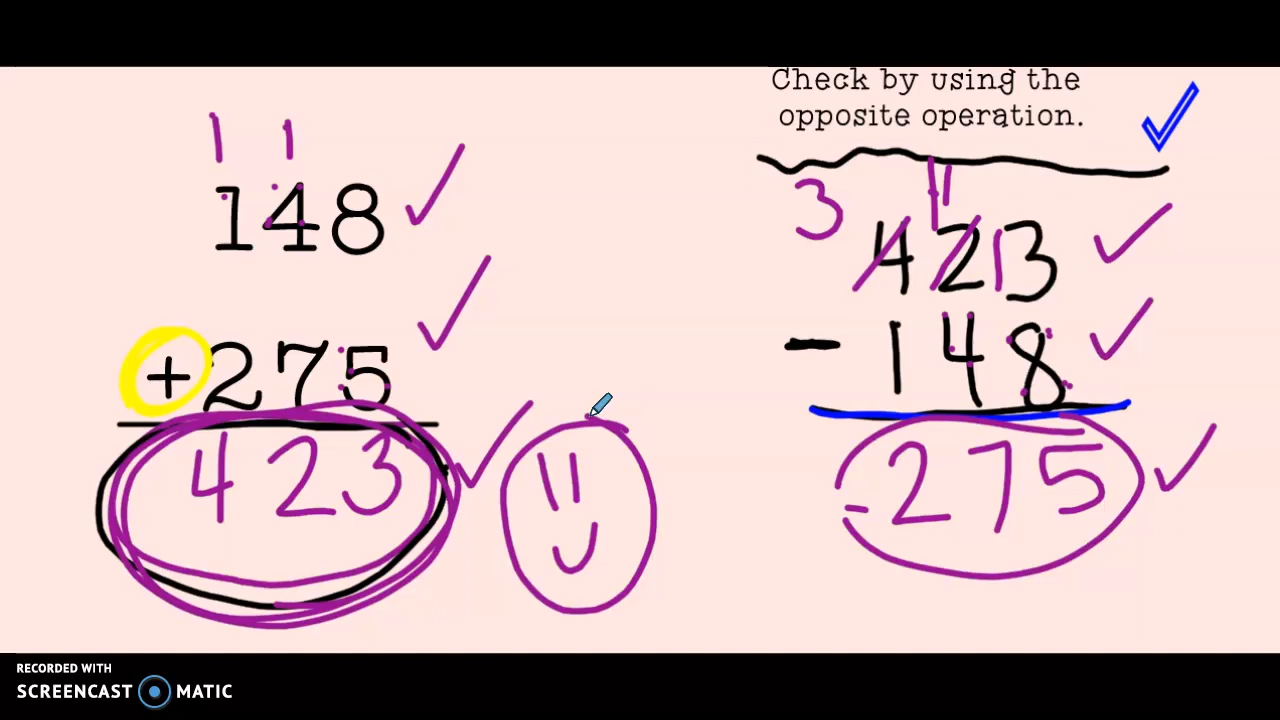 1 1
148
+275
423
Check by using the
opposite operation.
3 11
4213
-148
-275
RECORDED WITH
SCREENCAST MATIC